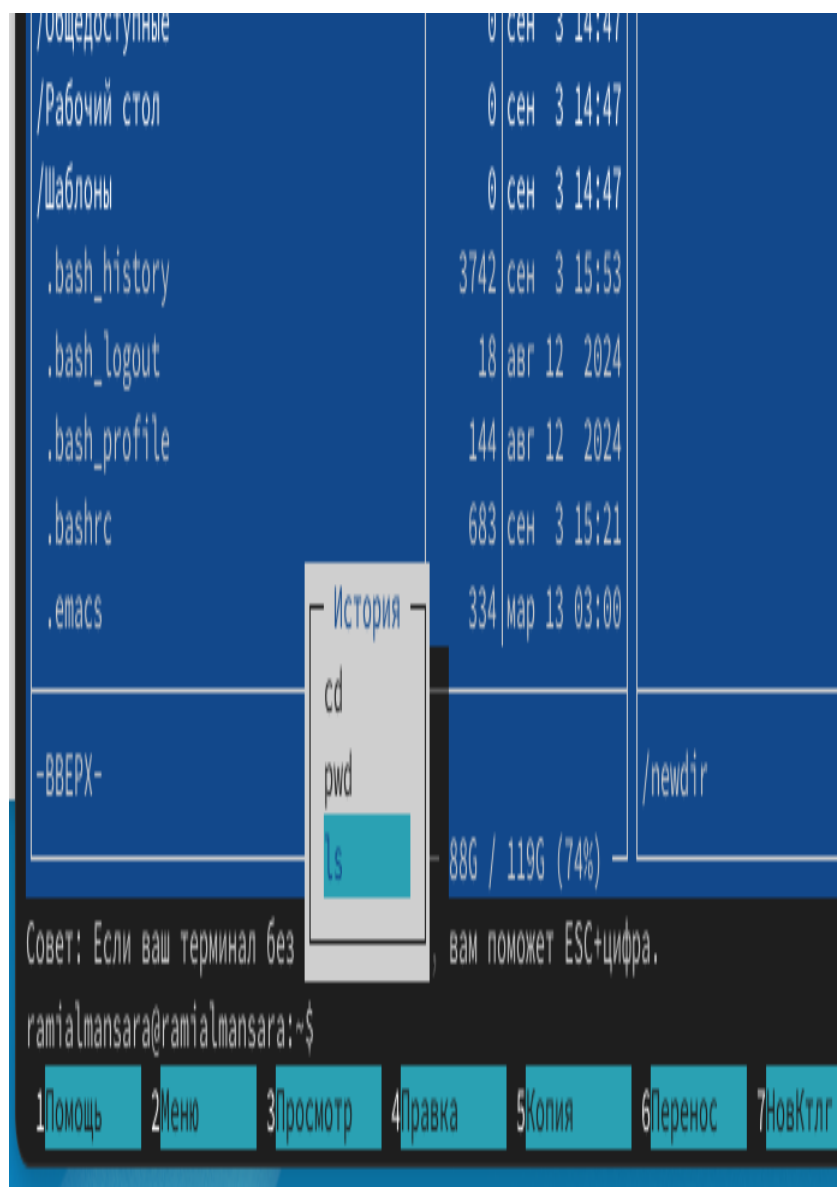 /Общедоступные 0 сен 3 14:47
/Рабочий стол 0 сен 3 14:47
/Шаблоны 0 сен 3 14:47
.bash_history 3742 сен 3 15:53
.bash_logout 18 авг 12 2024
.bash_profile 144 авг 12 2024
.bashrc 683 сен 3 15:21
.emacs 334 мар 13 03:00
История
cd
pwd
ls
-ВВЕРХ-
/newdir
88G / 119G (74%)
Совет: Если ваш терминал без , вам поможет ESC+цифра.
ramialmansara@ramialmansara:~$
1Помощь 2Меню 3Просмотр 4Правка 5Копия 6Перенос 7НовКтлг